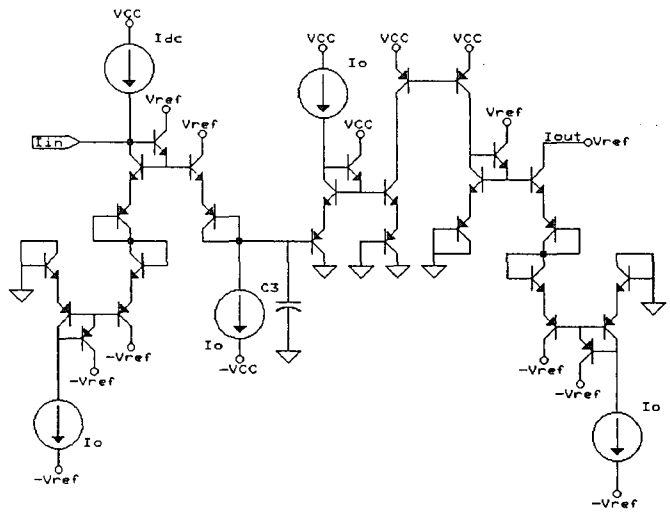 VCC
Idc
VCC
Io
VCC
VCC
Vref
Vref
VCC
Vref
Iin
Iout
Vref
C3
Io
-VCC
-Vref
-Vref
Io
-Vref
-Vref
-Vref
Io
-Vref